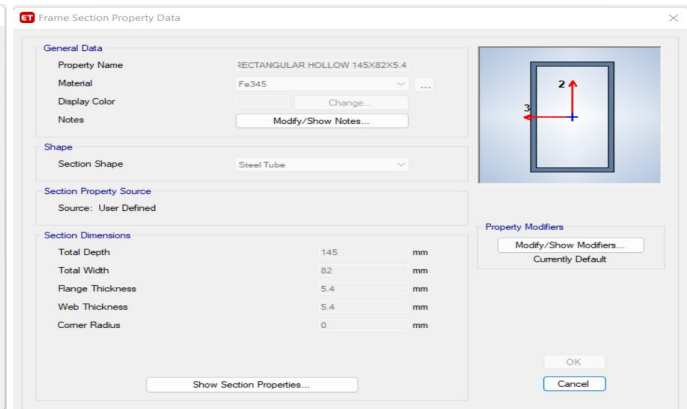 ET Frame Section Property Data
General Data
Property Name RECTANGULAR HOLLOW 145X82X5.4
Material Fe345 ...
Display Color Change...
Notes Modify/Show Notes...
Shape
Section Shape Steel Tube
Section Property Source
Source: User Defined
Section Dimensions
Total Depth 145 mm
Total Width 82 mm
Flange Thickness 5.4 mm
Web Thickness 5.4 mm
Corner Radius 0 mm
Show Section Properties...
2
3
Property Modifiers
Modify/Show Modifiers...
Currently Default
OK
Cancel